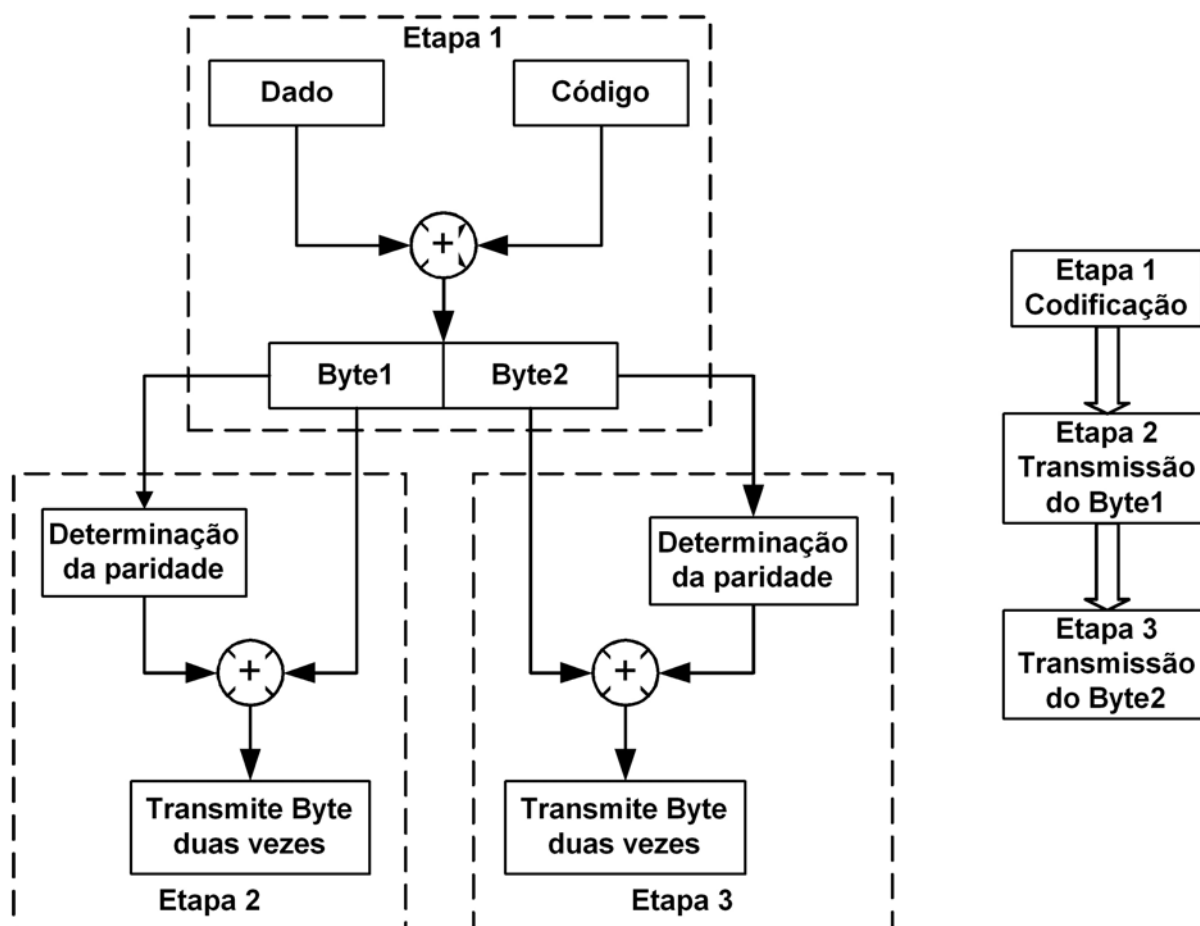 Etapa 1
Dado
Código
+
Byte1
Byte2
Determinação
da paridade
+
Transmite Byte
duas vezes
Etapa 2
Determinação
da paridade
+
Transmite Byte
duas vezes
Etapa 3
Etapa 1
Codificação
Etapa 2
Transmissão
do Byte1
Etapa 3
Transmissão
do Byte2